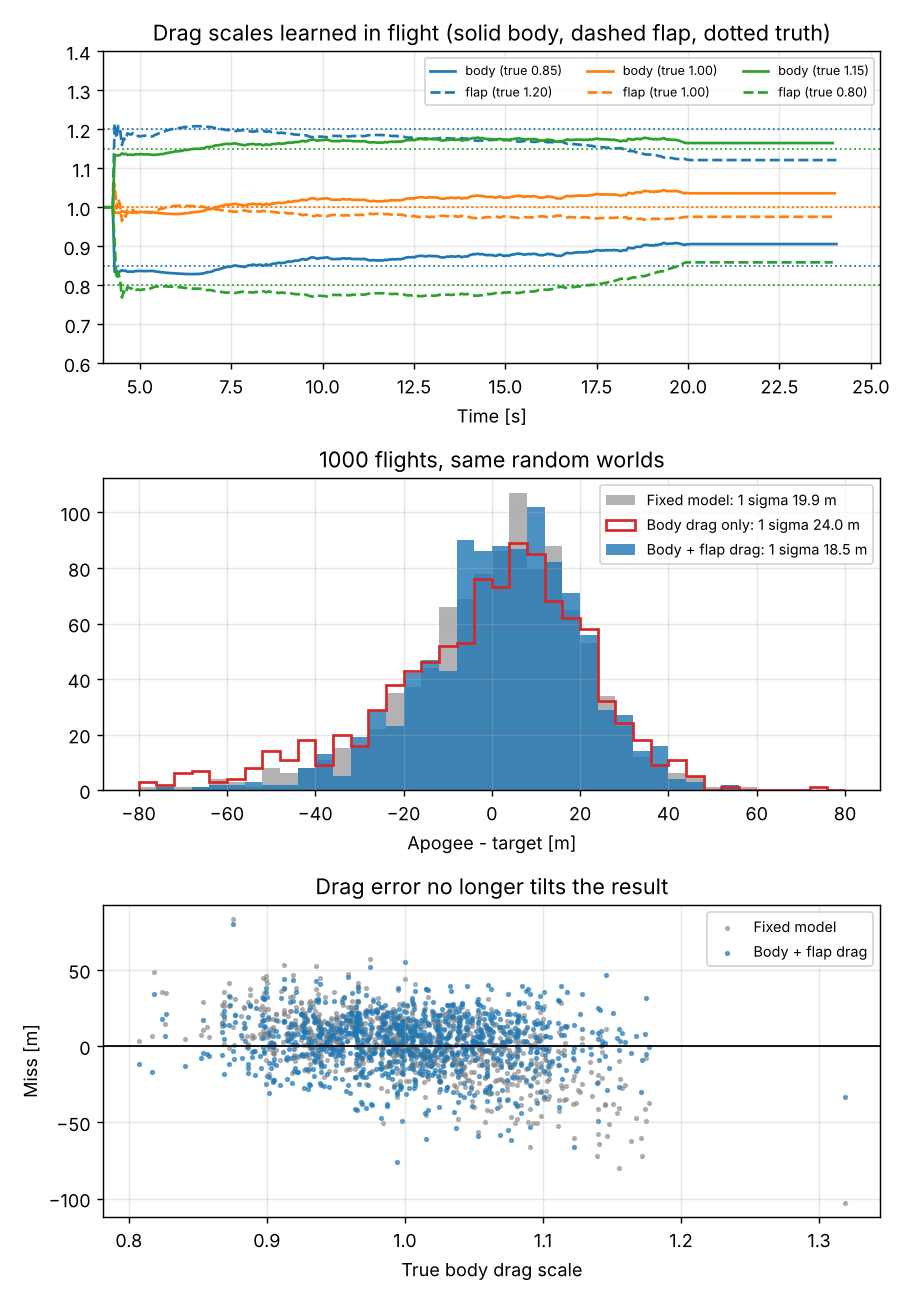 Drag scales learned in flight (solid body, dashed flap, dotted truth)
body (true 0.85) body (true 1.00) body (true 1.15)
flap (true 1.20) flap (true 1.00) flap (true 0.80)
1.4
1.3
1.2
1.1
1.0
0.9
0.8
0.7
0.6
5.0 7.5 10.0 12.5 15.0 17.5 20.0 22.5 25.0
Time [s]
1000 flights, same random worlds
Fixed model: 1 sigma 19.9 m
Body drag only: 1 sigma 24.0 m
Body + flap drag: 1 sigma 18.5 m
100
80
60
40
20
0
−80 −60 −40 −20 0 20 40 60 80
Apogee - target [m]
Drag error no longer tilts the result
Fixed model
Body + flap drag
Miss [m]
50
0
−50
−100
0.8 0.9 1.0 1.1 1.2 1.3
True body drag scale